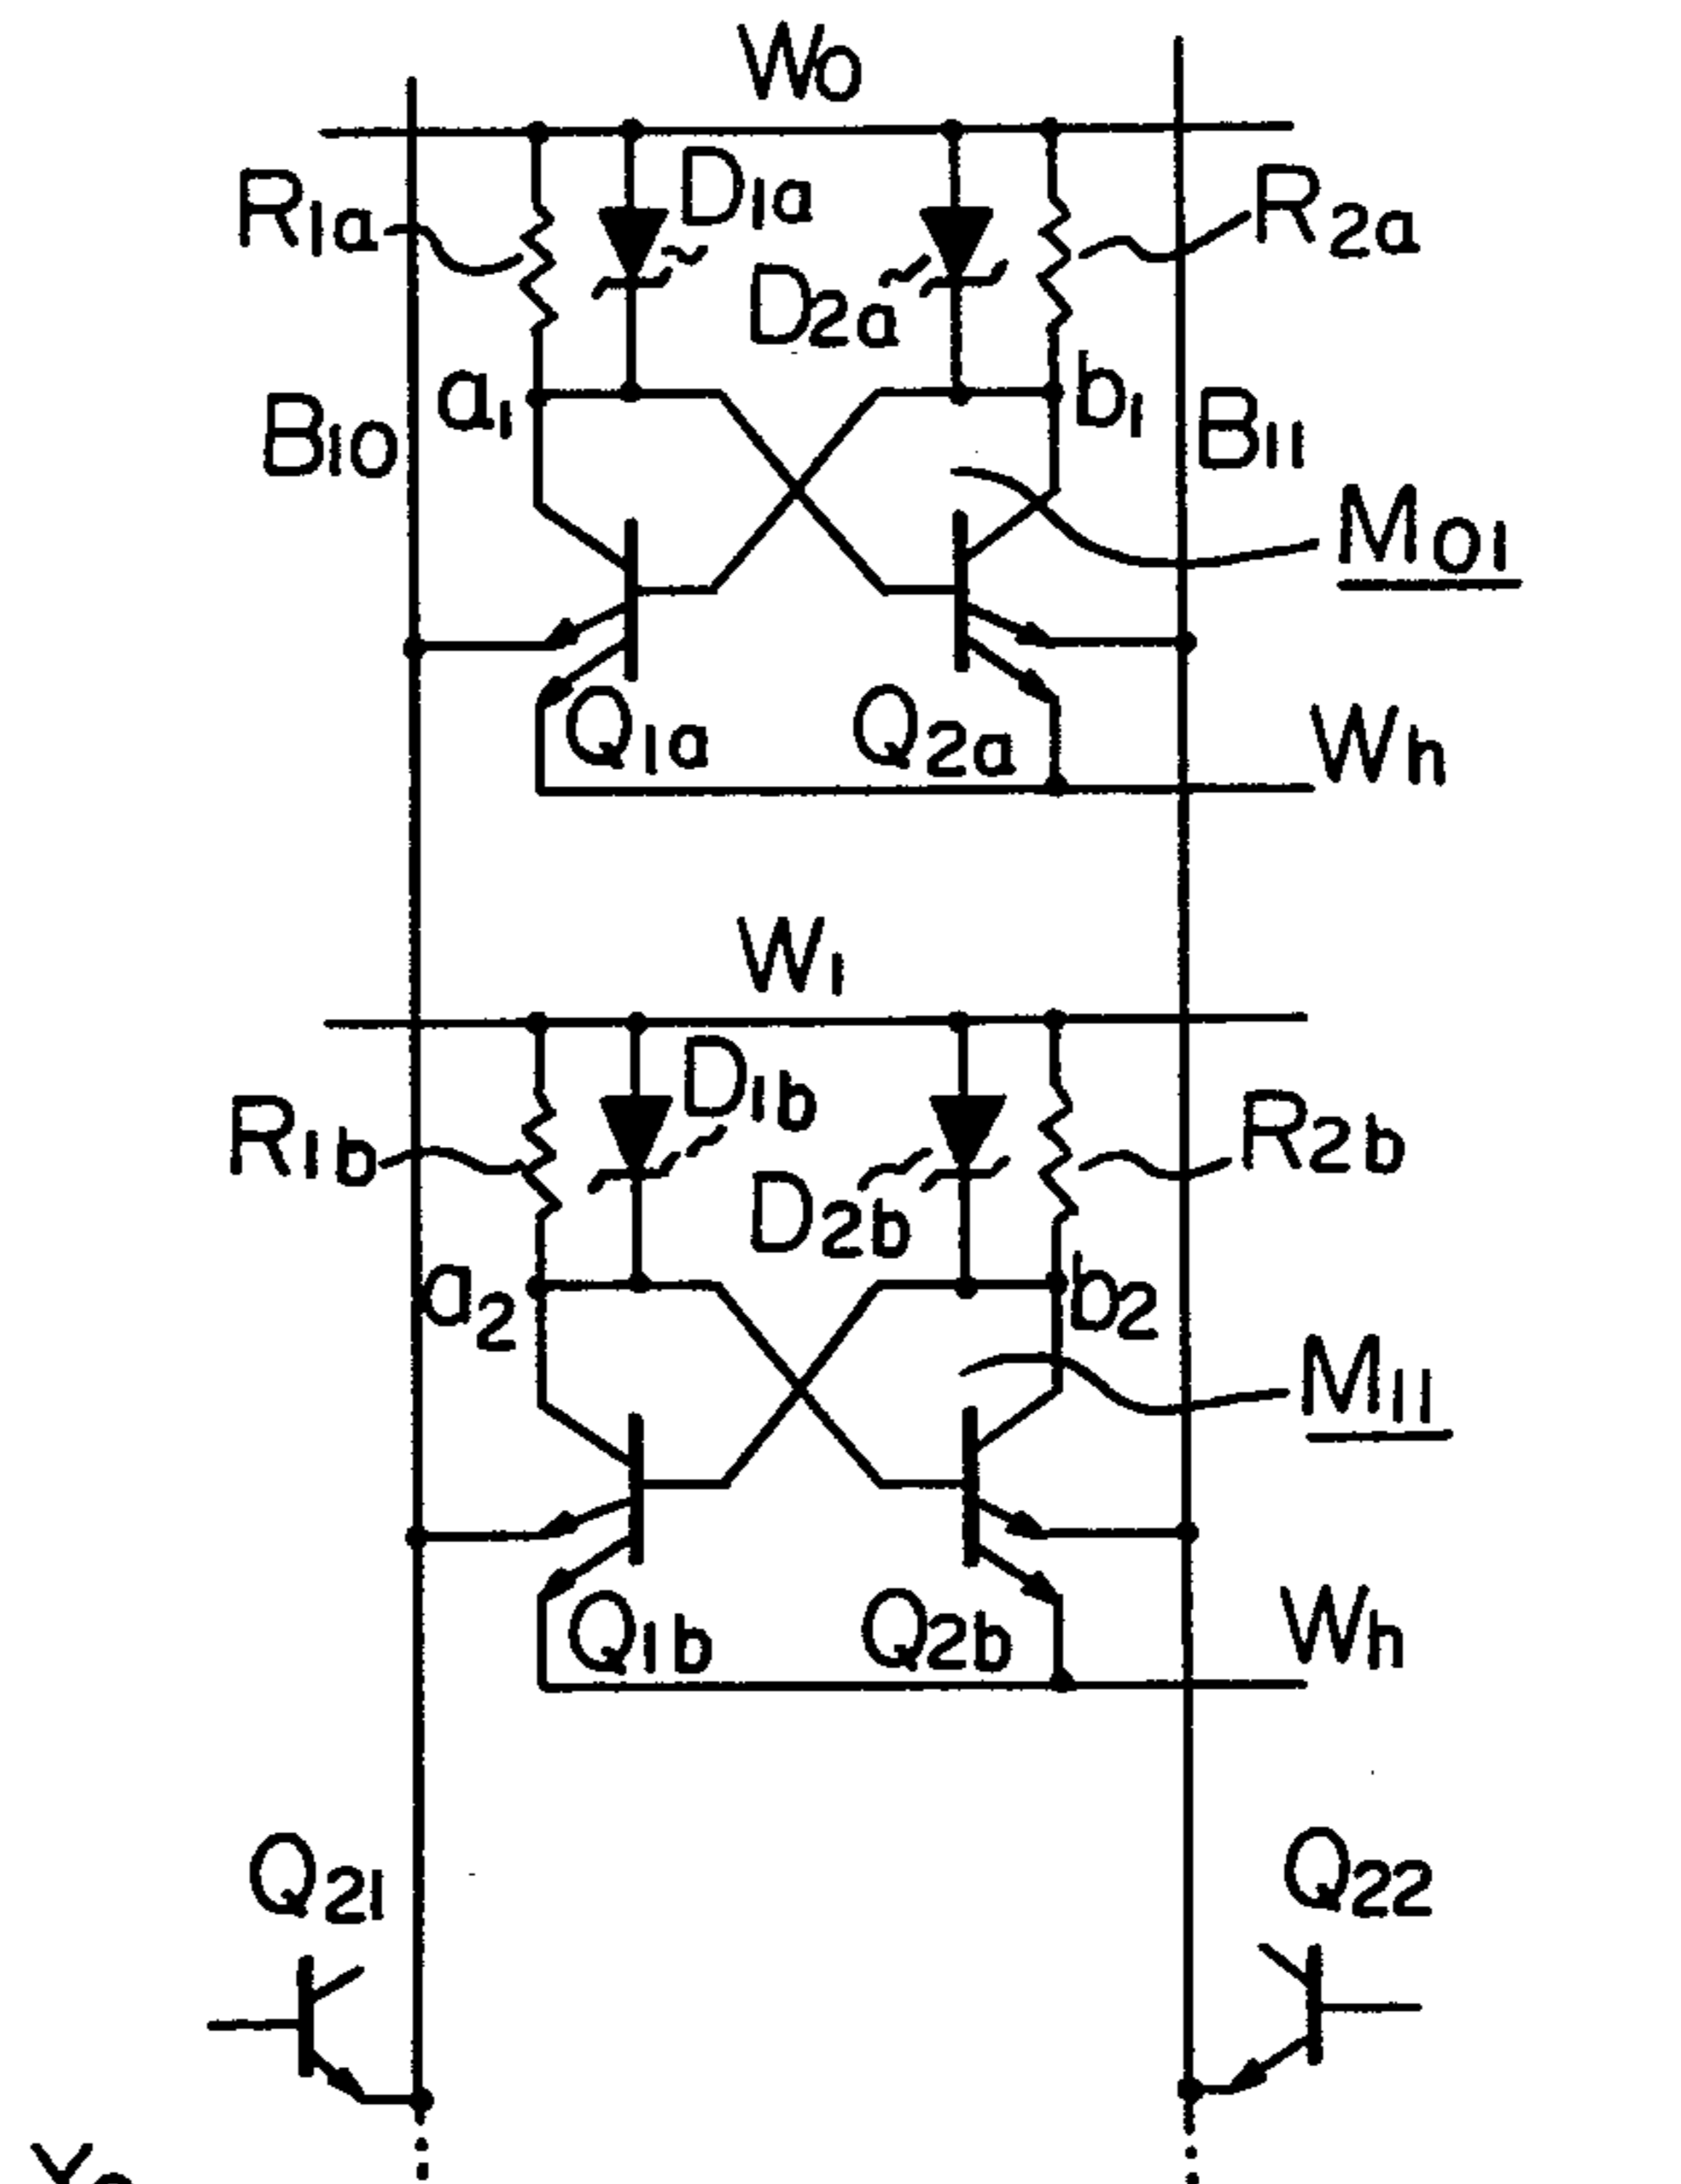 W0
R1a
D1a
D2a
R2a
a1
b1
B10
B11
M01
Q1a
Q2a
Wh
W1
R1b
D1b
D2b
R2b
a2
b2
M11
Q1b
Q2b
Wh
Q21
Q22